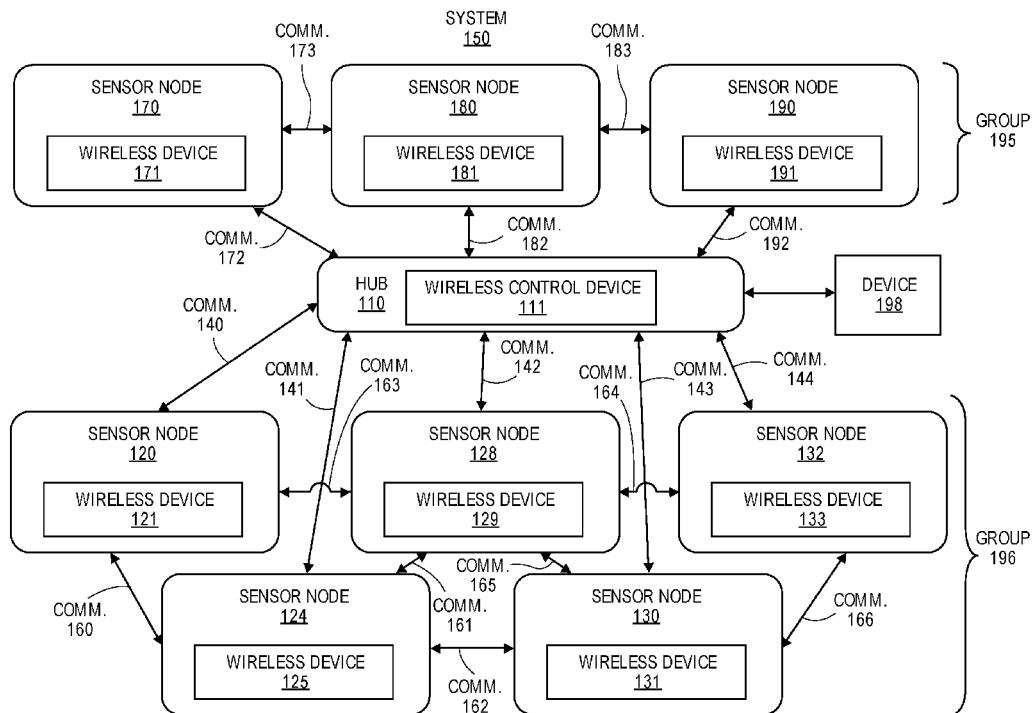 SYSTEM
150
COMM.
173
COMM.
183
SENSOR NODE
170
WIRELESS DEVICE
171
SENSOR NODE
180
WIRELESS DEVICE
181
SENSOR NODE
190
WIRELESS DEVICE
191
GROUP
195
COMM.
172
COMM.
182
COMM.
192
HUB
110
WIRELESS CONTROL DEVICE
111
DEVICE
198
COMM.
140
COMM.
141
COMM.
163
COMM.
142
COMM.
164
COMM.
143
COMM.
144
SENSOR NODE
120
WIRELESS DEVICE
121
SENSOR NODE
128
WIRELESS DEVICE
129
SENSOR NODE
132
WIRELESS DEVICE
133
GROUP
196
COMM.
160
COMM.
161
COMM.
165
COMM.
166
SENSOR NODE
124
WIRELESS DEVICE
125
SENSOR NODE
130
WIRELESS DEVICE
131
COMM.
162